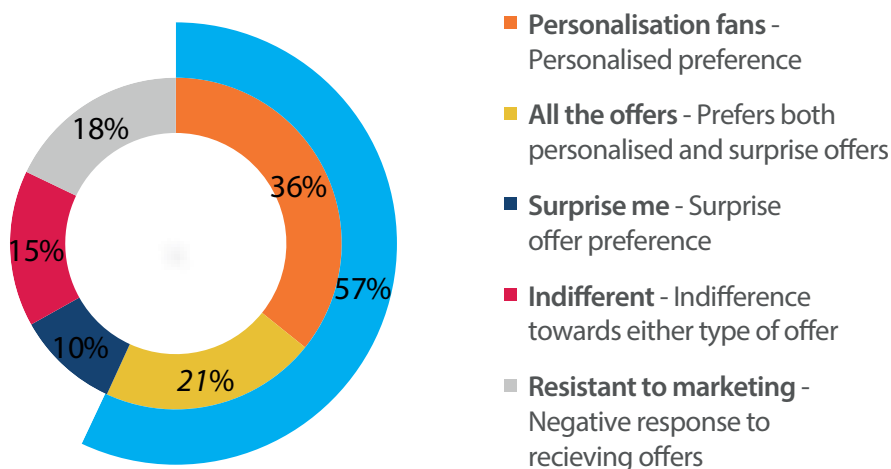 18%
36%
15%
57%
10%
21%
Personalisation fans -
Personalised preference
All the offers - Prefers both
personalised and surprise offers
Surprise me - Surprise
offer preference
Indifferent - Indifference
towards either type of offer
Resistant to marketing -
Negative response to
recieving offers